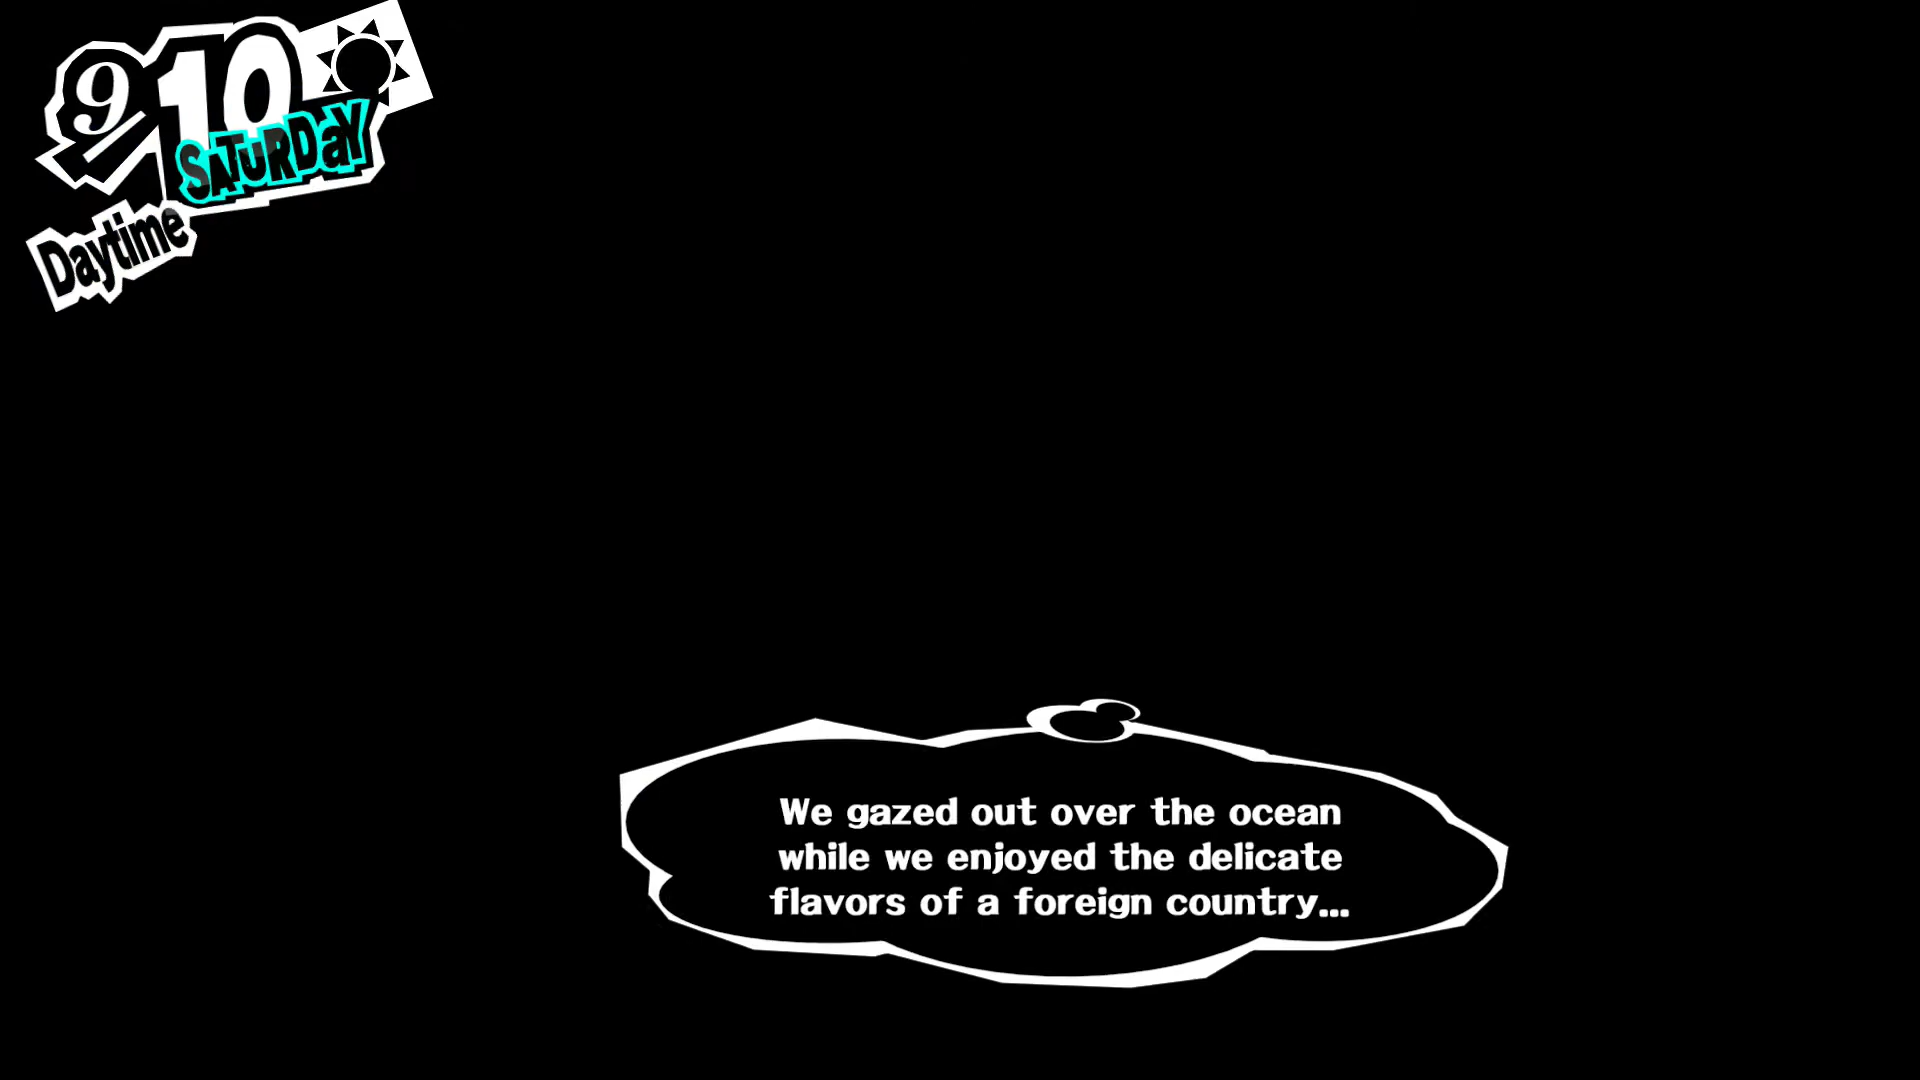 9/10
SATURDaY
Daytime
We gazed out over the ocean
while we enjoyed the delicate
flavors of a foreign country...